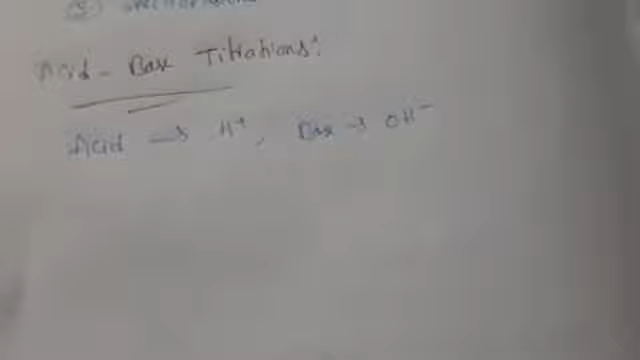 Acid - Base Titrations:
Acid → H⁺, Base → OH⁻